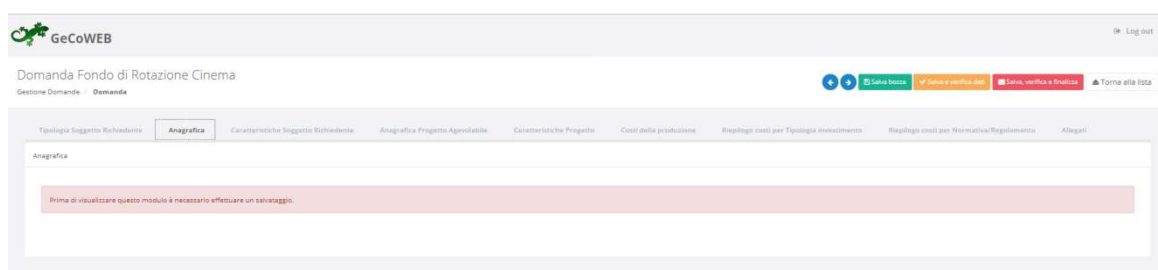 GeCoWEB
Log out
Domanda Fondo di Rotazione Cinema
Gestione Domande / Domanda
Salva bozza
Salva e verifica dati
Salva, verifica e finalizza
Torna alla lista
Tipologia Soggetto Richiedente
Anagrafica
Caratteristiche Soggetto Richiedente
Anagrafica Progetto Agevolabile
Caratteristiche Progetto
Costi della produzione
Riepilogo costi per Tipologia investimento
Riepilogo costi per Normativa/Regolamento
Allegati
Anagrafica
Prima di visualizzare questo modulo è necessario effettuare un salvataggio.